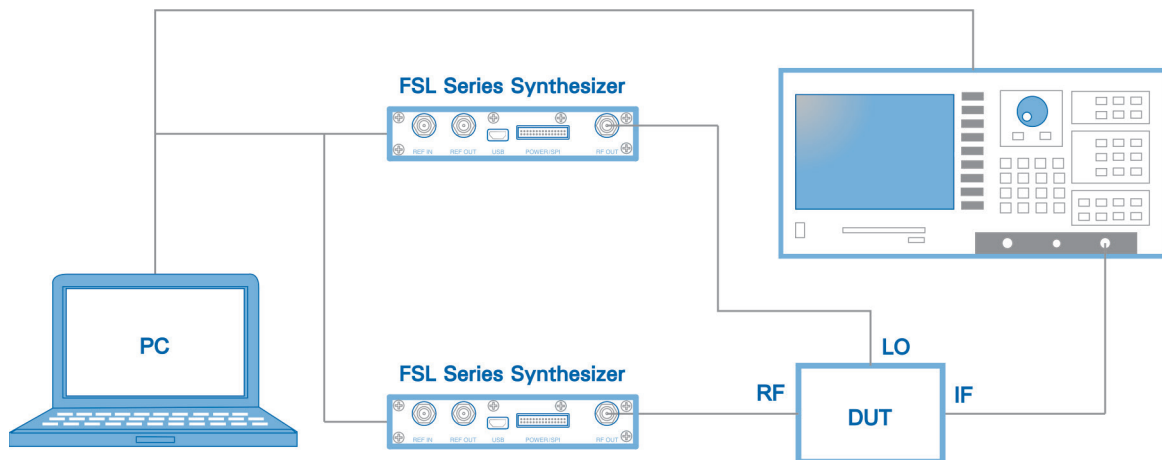 FSL Series Synthesizer
REF IN REF OUT USB POWER/SPI RF OUT
PC
LO
FSL Series Synthesizer
RF
IF
DUT
REF IN REF OUT USB POWER/SPI RF OUT